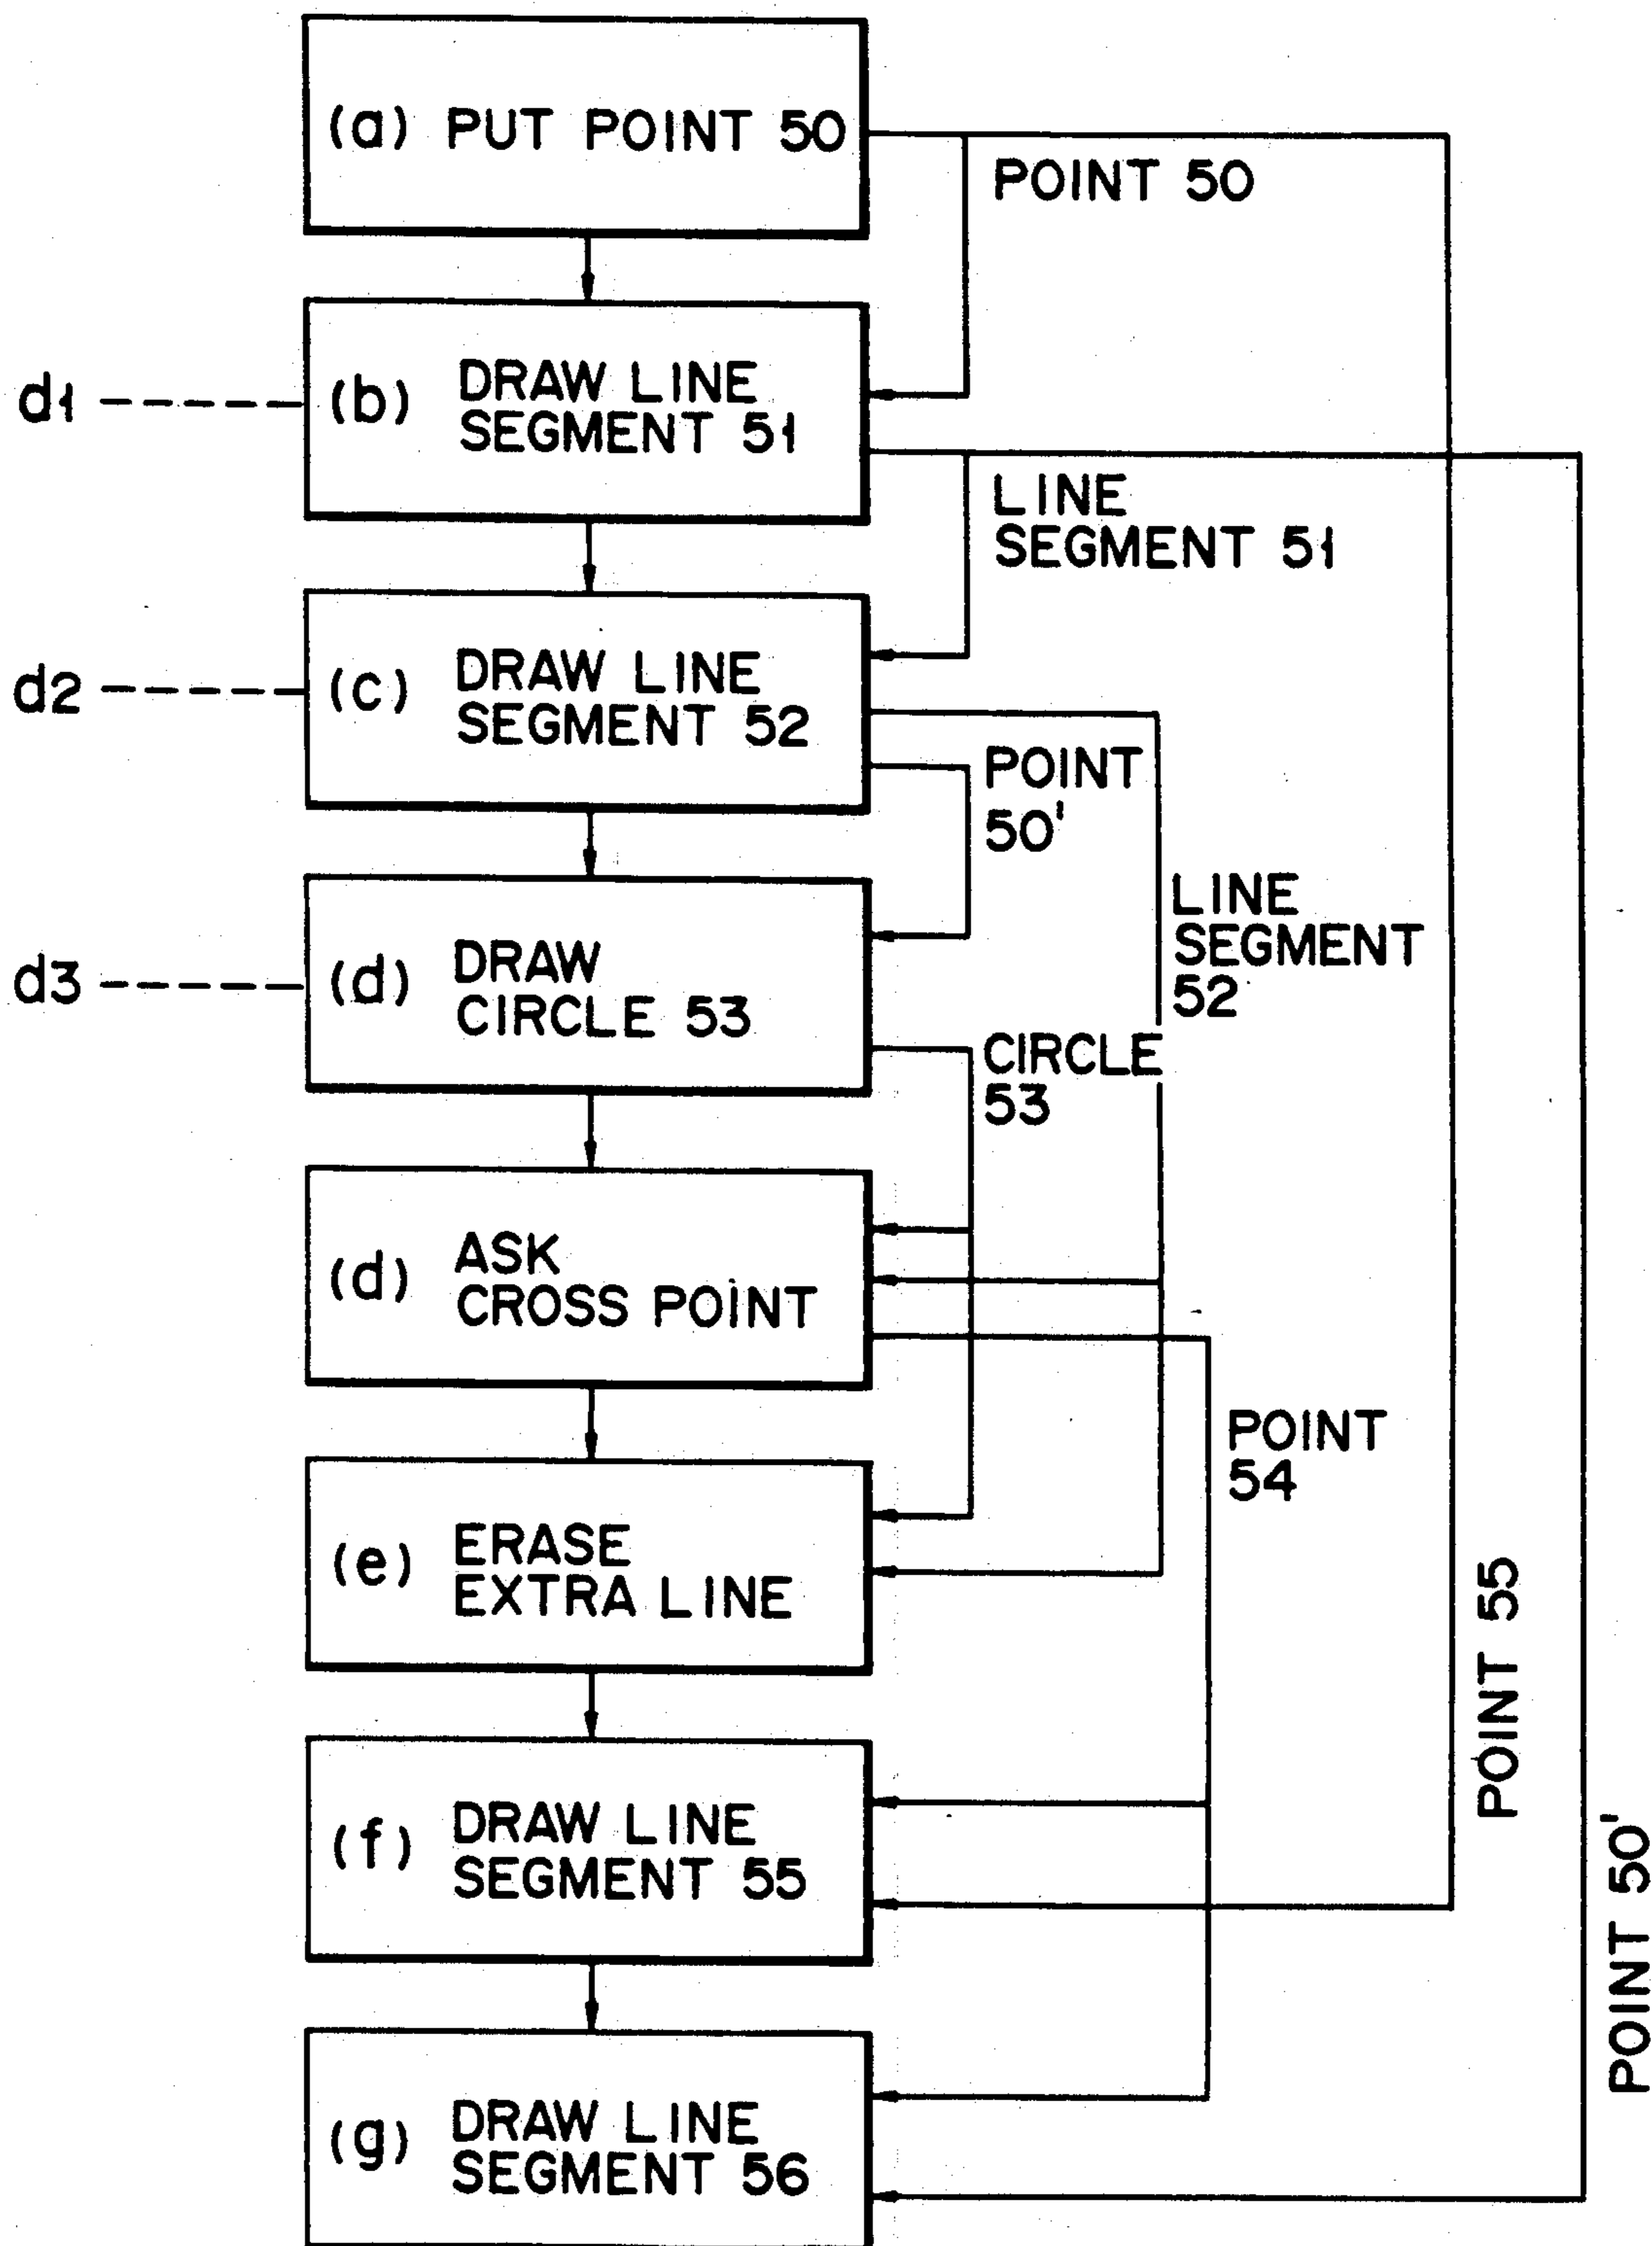 (a) PUT POINT 50
POINT 50
d1
(b) DRAW LINE
SEGMENT 51
LINE
SEGMENT 51
d2
(c) DRAW LINE
SEGMENT 52
POINT
50'
LINE
SEGMENT
52
d3
(d) DRAW
CIRCLE 53
CIRCLE
53
(d) ASK
CROSS POINT
POINT
54
(e) ERASE
EXTRA LINE
POINT 55
(f) DRAW LINE
SEGMENT 55
POINT 50'
(g) DRAW LINE
SEGMENT 56